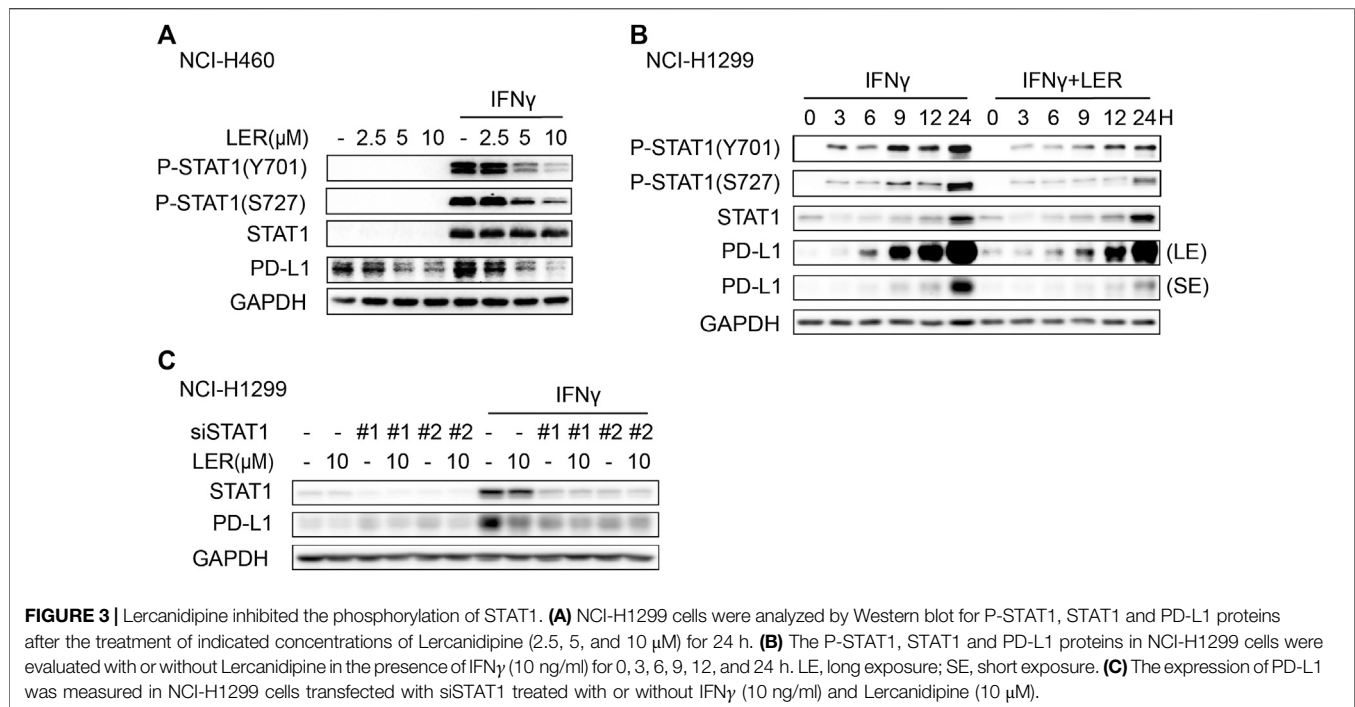 A
NCI-H460
IFNγ
LER(μM) - 2.5 5 10 - 2.5 5 10
P-STAT1(Y701)
P-STAT1(S727)
STAT1
PD-L1
GAPDH
B
NCI-H1299
IFNγ IFNγ+LER
0 3 6 9 12 24 0 3 6 9 12 24H
P-STAT1(Y701)
P-STAT1(S727)
STAT1
PD-L1 (LE)
PD-L1 (SE)
GAPDH
C
NCI-H1299
IFNγ
siSTAT1 - - #1 #1 #2 #2 - - #1 #1 #2 #2
LER(μM) - 10 - 10 - 10 - 10 - 10 - 10
STAT1
PD-L1
GAPDH
FIGURE 3 | Lercanidipine inhibited the phosphorylation of STAT1. (A) NCI-H1299 cells were analyzed by Western blot for P-STAT1, STAT1 and PD-L1 proteins
after the treatment of indicated concentrations of Lercanidipine (2.5, 5, and 10 μM) for 24 h. (B) The P-STAT1, STAT1 and PD-L1 proteins in NCI-H1299 cells were
evaluated with or without Lercanidipine in the presence of IFNγ (10 ng/ml) for 0, 3, 6, 9, 12, and 24 h. LE, long exposure; SE, short exposure. (C) The expression of PD-L1
was measured in NCI-H1299 cells transfected with siSTAT1 treated with or without IFNγ (10 ng/ml) and Lercanidipine (10 μM).